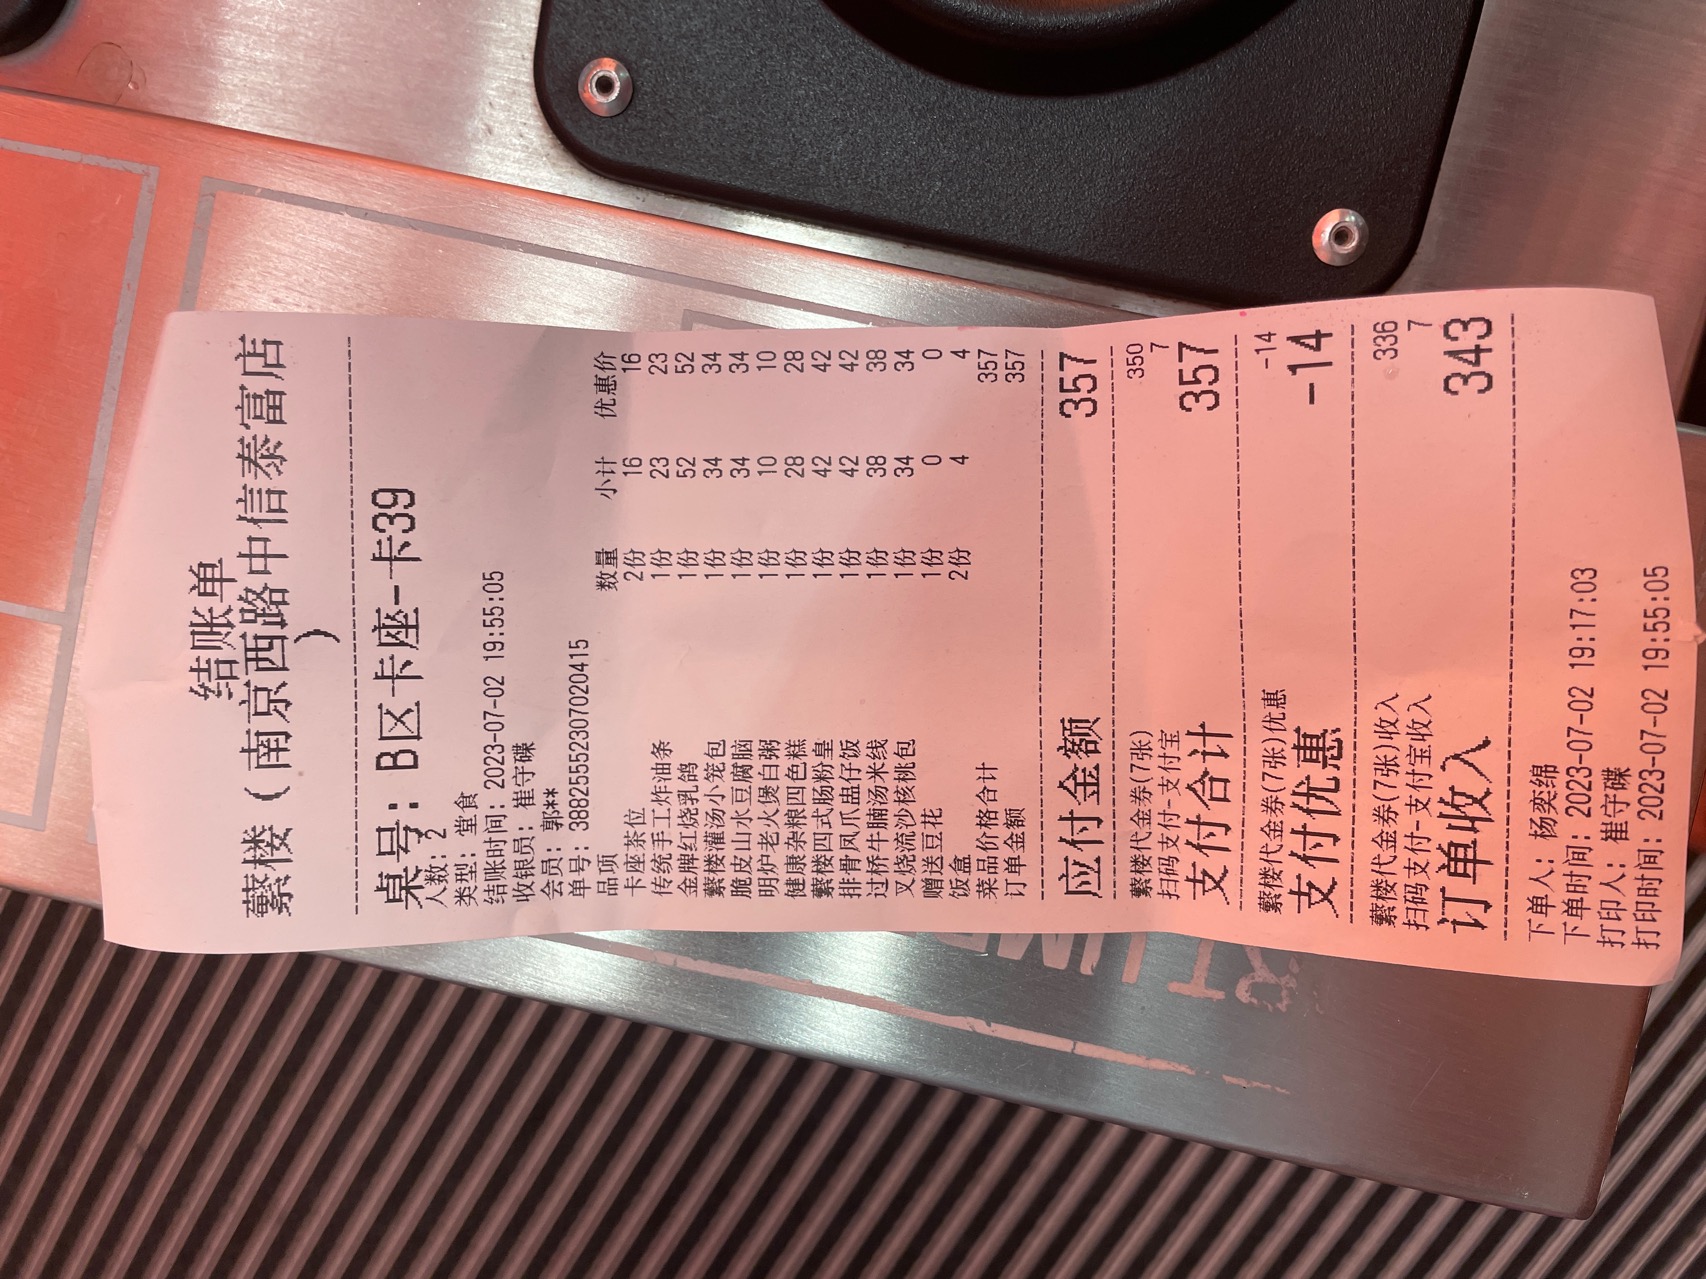 结账单
蘩楼（南京西路中信泰富店
）
桌号：B区卡座-卡39
人数：2
类型：堂食
结账时间：2023-07-02 19:55:05
收银员：崔守碟
会员：郭**
单号：3882555230702​0415
品项 数量 小计 优惠价
卡座茶位 2份 16 16
传统手工炸油条 1份 23 23
金牌红烧乳鸽 1份 52 52
蘩楼灌汤小笼包 1份 34 34
脆皮山水豆腐脑 1份 34 34
明炉老火煲白粥 1份 10 10
健康杂粮四色糕 1份 28 28
蘩楼四式肠粉皇 1份 42 42
排骨凤爪盅仔饭 1份 42 42
过桥牛腩汤米线 1份 38 38
叉烧流沙核桃包 1份 34 34
赠送豆花 1份 0 0
饭盒 2份 4 4
菜品价格合计 357
订单金额 357
应付金额 357
蘩楼代金券(7张) 350
扫码支付-支付宝 7
支付合计 357
蘩楼代金券(7张)优惠 -14
支付优惠 -14
蘩楼代金券(7张)收入 336
扫码支付-支付宝收入 7
订单收入 343
下单人：杨奕绵
下单时间：2023-07-02 19:17:03
打印人：崔守碟
打印时间：2023-07-02 19:55:05